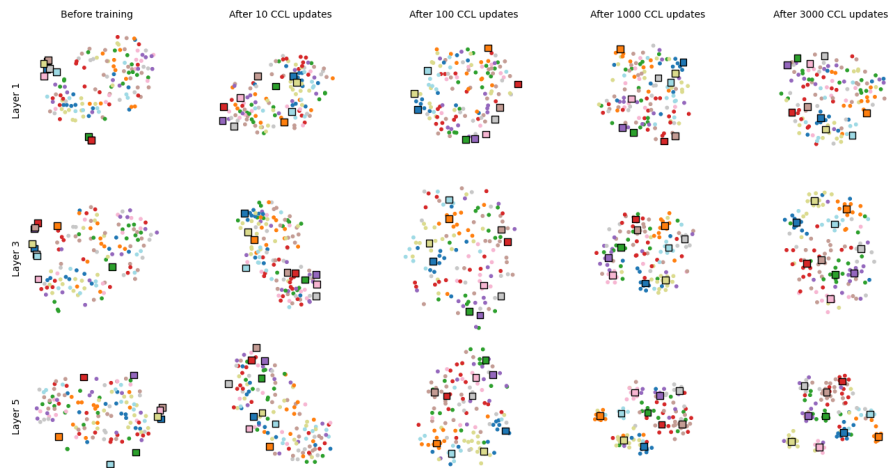 Before training
After 10 CCL updates
After 100 CCL updates
After 1000 CCL updates
After 3000 CCL updates
Layer 1
Layer 3
Layer 5